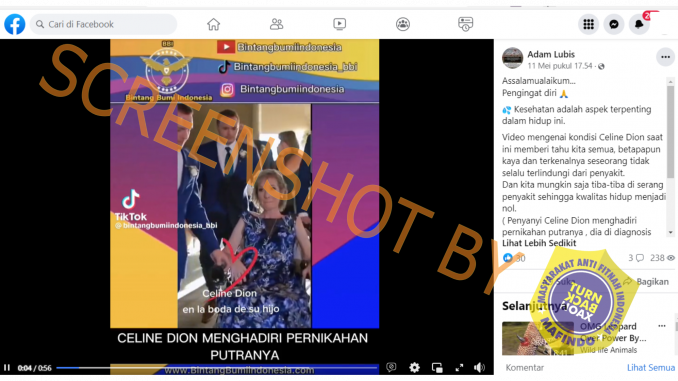 Cari di Facebook
2
BBI
Bintang Bumi Indonesia
Bintangbumiindonesia
Bintangbumiindonesia_bbi
Bintangbumiindonesia
TikTok
@bintangbumiindonesia_bbi
Celine Dion
en la boda de su hijo
CELINE DION MENGHADIRI PERNIKAHAN
PUTRANYA
www.BintangBumiIndonesia.com
0:04 / 0:56
Adam Lubis
11 Mei pukul 17.54
Assalamualaikum...
Pengingat diri 🙏
💦 Kesehatan adalah aspek terpenting
dalam hidup ini.
Video mengenai kondisi Celine Dion saat
ini memberi tahu kita semua, betapapun
kaya dan terkenalnya seseorang tidak
selalu terlindungi dari penyakit.
Dan kita mungkin saja tiba-tiba di serang
penyakit sehingga kualitas hidup menjadi
nol.
( Penyanyi Celine Dion menghadiri
pernikahan putranya , dia di diagnosis
Lihat Lebih Sedikit
30
3
238
Bagikan
Selanjutnya
OMG Leopard
Power By...
Wild life Animals
Komentar
Lihat Semua
SCREENSHOT BY
MASYARAKAT ANTI FITNAH INDONESIA
TURN
BACK
HOAX
MAFINDO